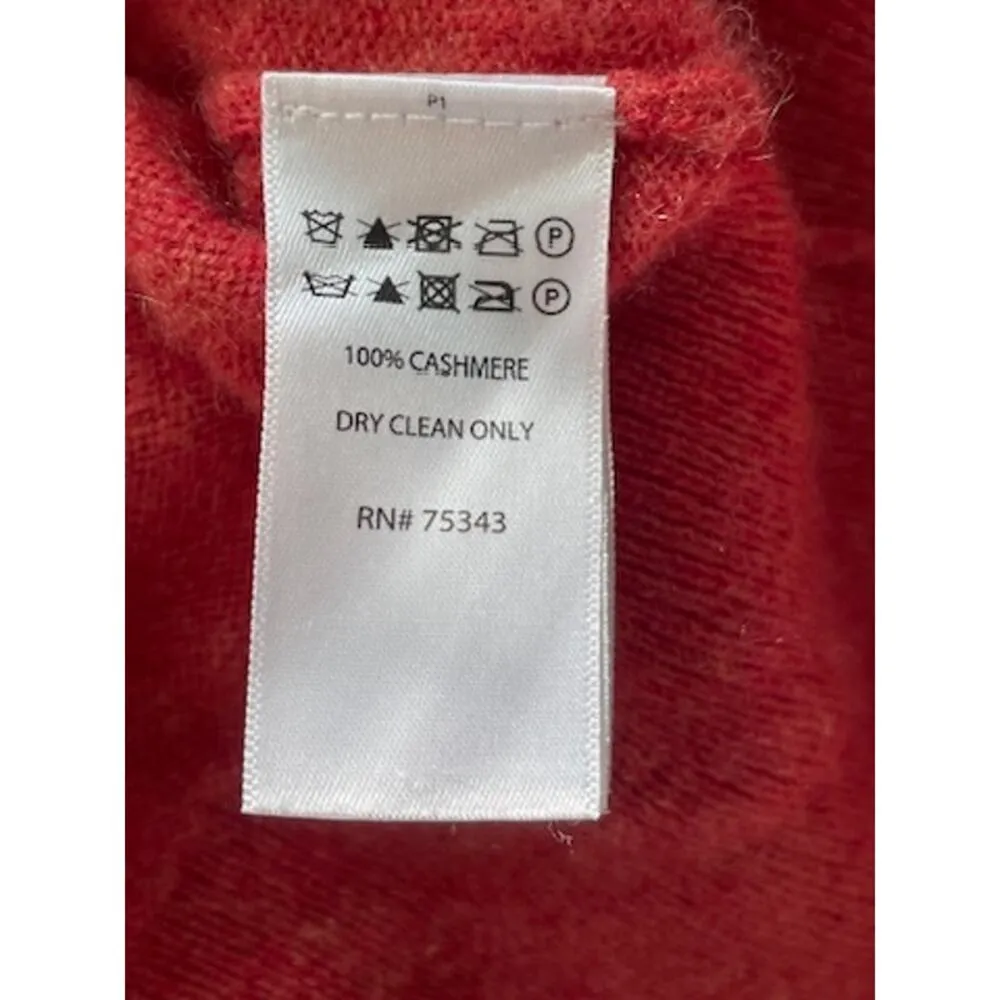 P1
P
P
100% CASHMERE
DRY CLEAN ONLY
RN# 75343